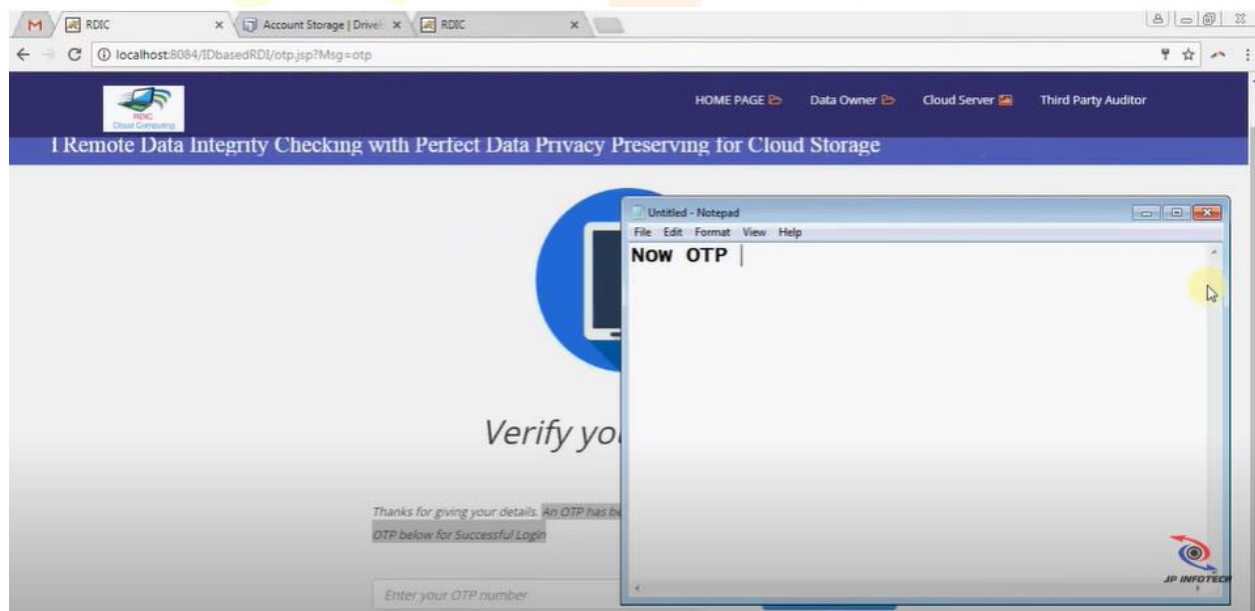 RDIC
Account Storage | Drive
RDIC
localhost:8084/IDbasedRDI/otp.jsp?Msg=otp
RDIC
Cloud Computing
HOME PAGE
Data Owner
Cloud Server
Third Party Auditor
l Remote Data Integrity Checking with Perfect Data Privacy Preserving for Cloud Storage
Untitled - Notepad
File Edit Format View Help
Now OTP
Verify yo
Thanks for giving your details. An OTP has be
OTP below for Successful Login
Enter your OTP number
JP INFOTECH